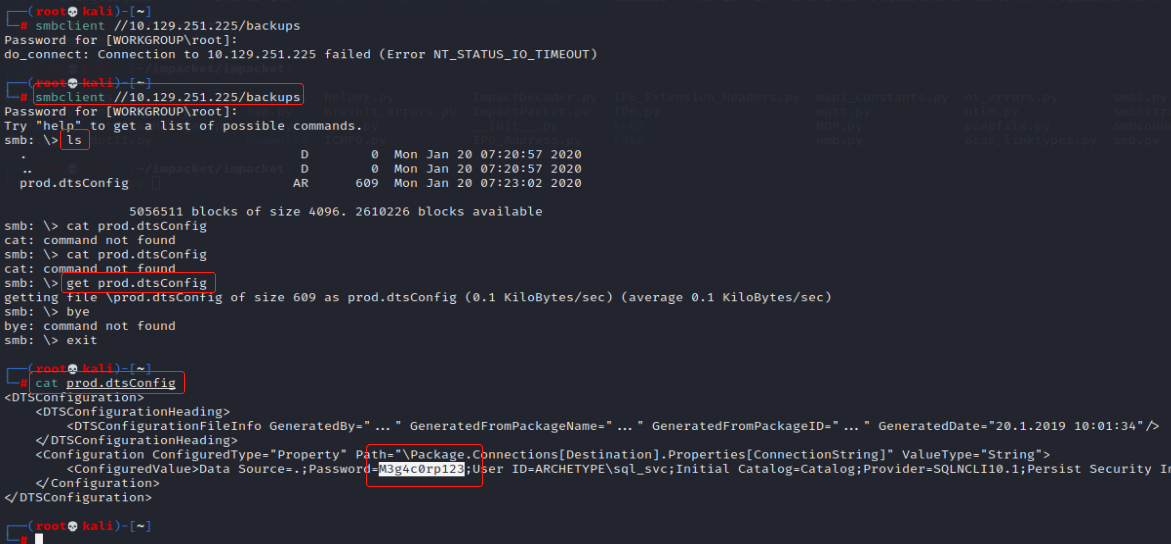 ┌──(root💀kali)-[~]
└─# smbclient //10.129.251.225/backups
Password for [WORKGROUP\root]:
do_connect: Connection to 10.129.251.225 failed (Error NT_STATUS_IO_TIMEOUT)
┌──(root💀kali)-[~]
└─# smbclient //10.129.251.225/backups
Password for [WORKGROUP\root]:
Try "help" to get a list of possible commands.
smb: \> ls
  .                                   D        0  Mon Jan 20 07:20:57 2020
  ..                                  D        0  Mon Jan 20 07:20:57 2020
  prod.dtsConfig                     AR      609  Mon Jan 20 07:23:02 2020
                5056511 blocks of size 4096. 2610226 blocks available
smb: \> cat prod.dtsConfig
cat: command not found
smb: \> cat prod.dtsConfig
cat: command not found
smb: \> get prod.dtsConfig
getting file \prod.dtsConfig of size 609 as prod.dtsConfig (0.1 KiloBytes/sec) (average 0.1 KiloBytes/sec)
smb: \> bye
bye: command not found
smb: \> exit
┌──(root💀kali)-[~]
└─# cat prod.dtsConfig
<DTSConfiguration>
    <DTSConfigurationHeading>
        <DTSConfigurationFileInfo GeneratedBy="..." GeneratedFromPackageName="..." GeneratedFromPackageID="..." GeneratedDate="20.1.2019 10:01:34"/>
    </DTSConfigurationHeading>
    <Configuration ConfiguredType="Property" Path="\Package.Connections[Destination].Properties[ConnectionString]" ValueType="String">
        <ConfiguredValue>Data Source=.;Password=M3g4c0rp123;User ID=ARCHETYPE\sql_svc;Initial Catalog=Catalog;Provider=SQLNCLI10.1;Persist Security In
    </Configuration>
</DTSConfiguration>
┌──(root💀kali)-[~]
└─#